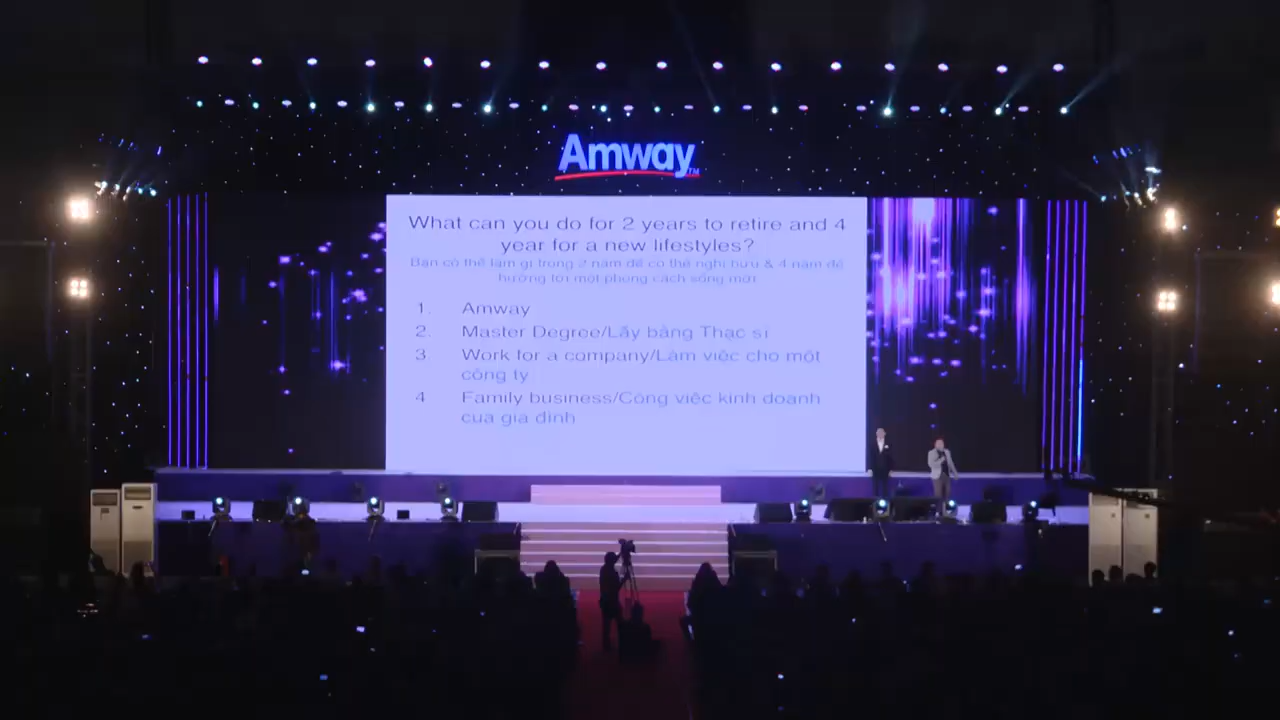 Amway™
What can you do for 2 years to retire and 4
year for a new lifestyles?
Bạn có thể làm gì trong 2 năm để có thể nghỉ hưu & 4 năm để
hướng tới một phong cách sống mới
1. Amway
2. Master Degree/Lấy bằng Thạc sĩ
3 Work for a company/Làm việc cho một
công ty
4 Family business/Công việc kinh doanh
của gia đình